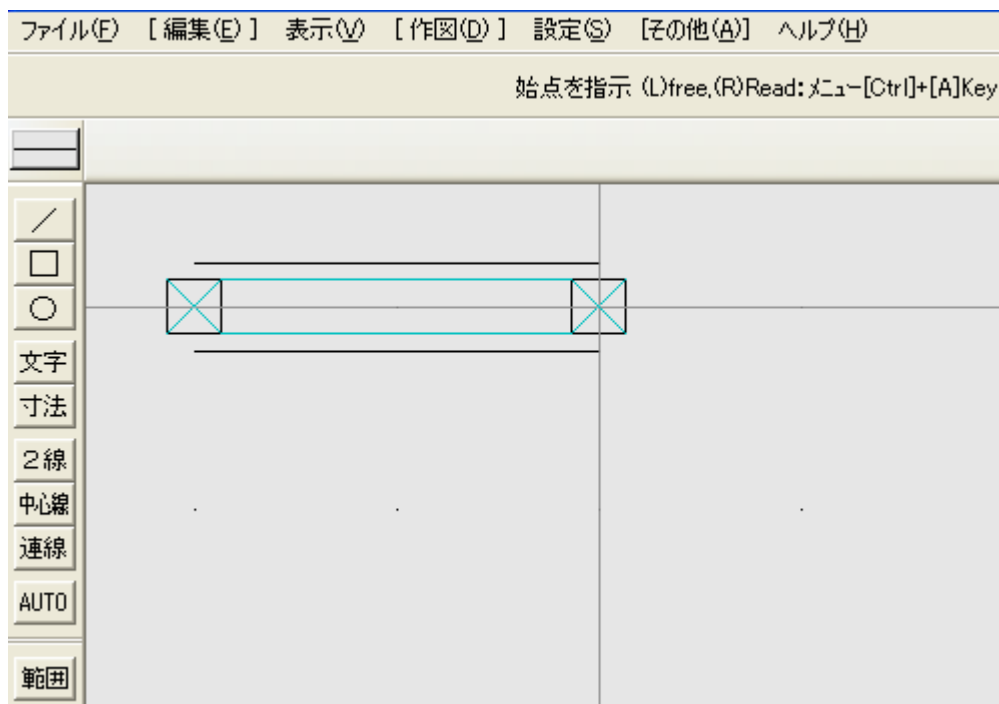 ファイル(F) [ 編集(E) ] 表示(V) [ 作図(D) ] 設定(S) [その他(A)] ヘルプ(H)
始点を指示 (L)free,(R)Read:メニュー[Ctrl]+[A]Key
文字
寸法
2線
中心線
連線
AUTO
範囲